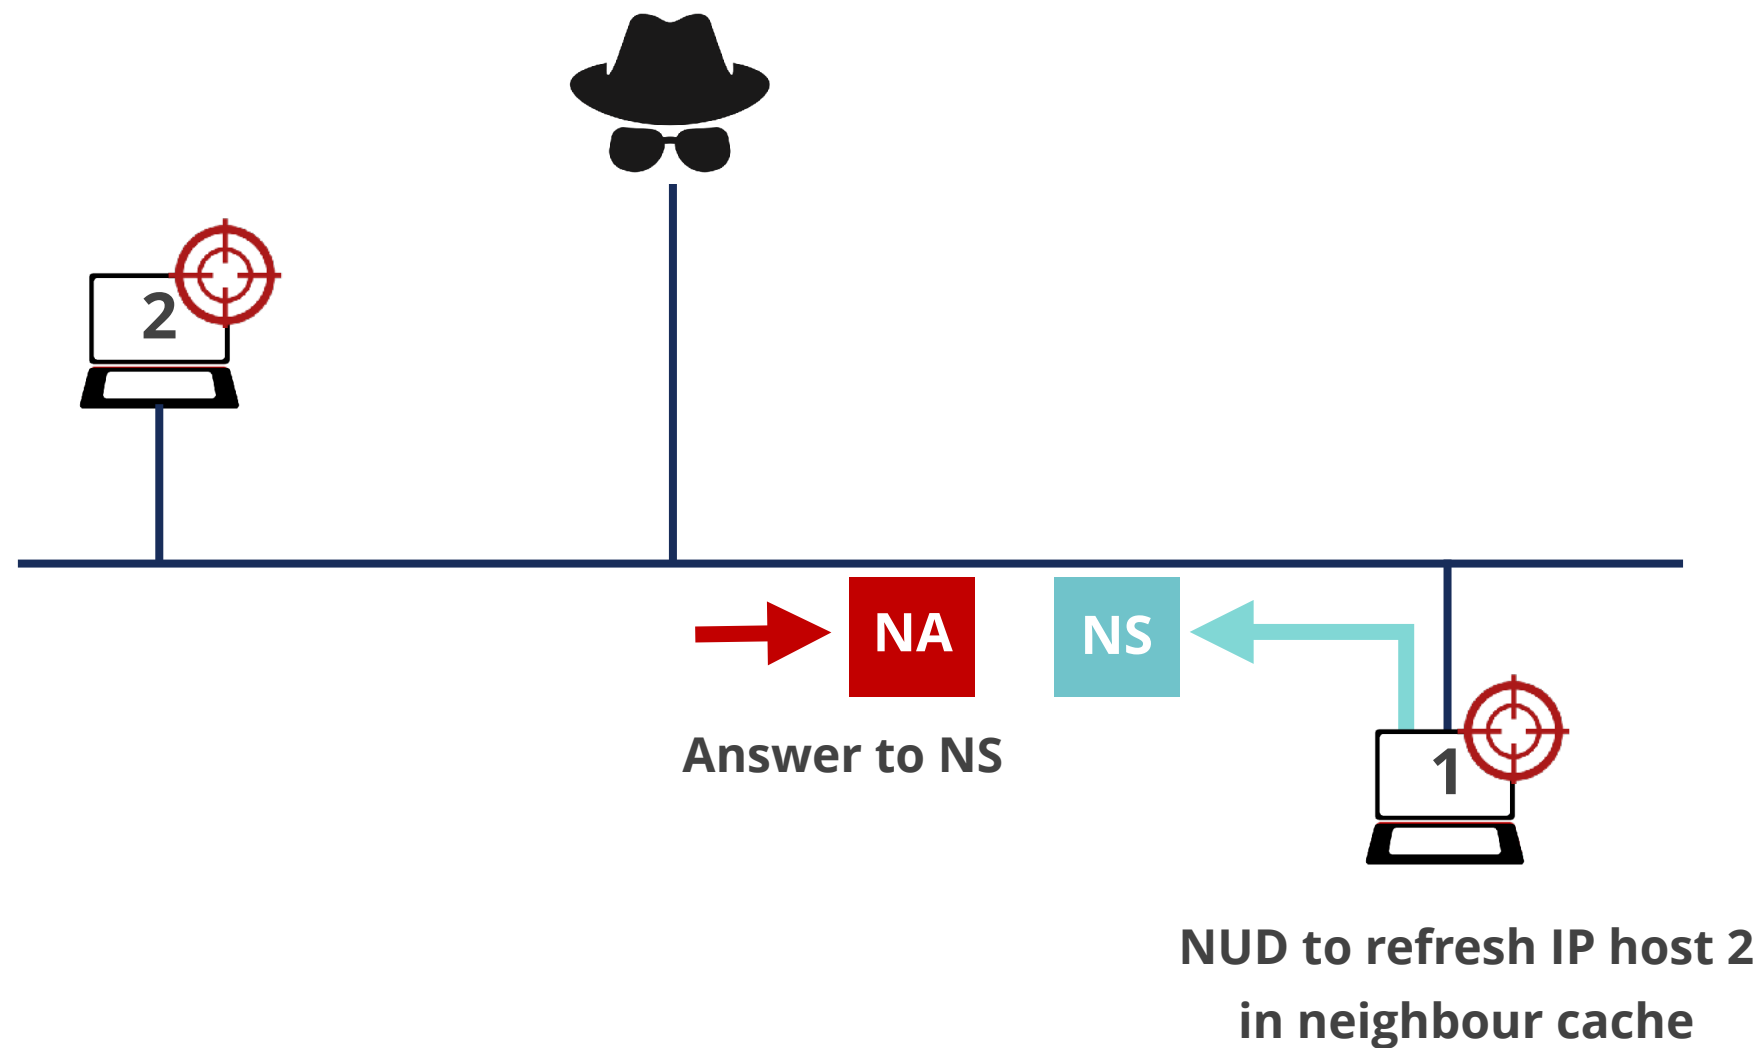 2
NA
NS
Answer to NS
1
NUD to refresh IP host 2
in neighbour cache